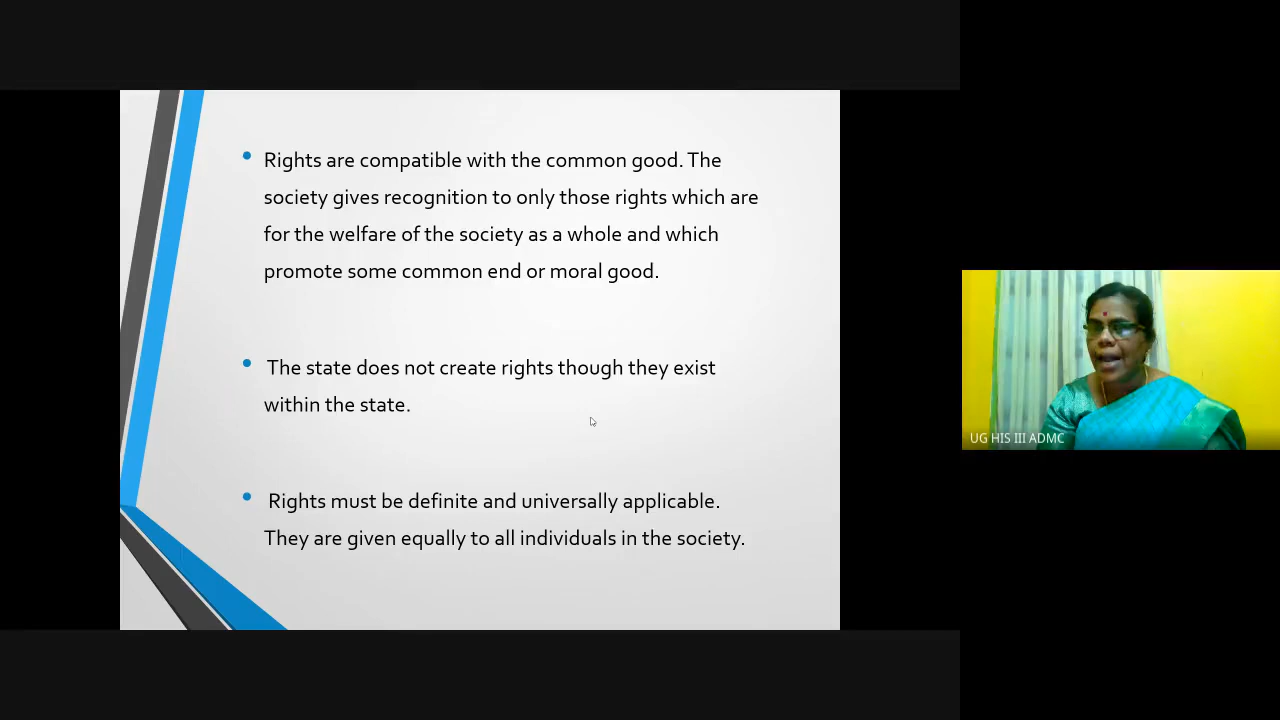 Rights are compatible with the common good. The
society gives recognition to only those rights which are
for the welfare of the society as a whole and which
promote some common end or moral good.
The state does not create rights though they exist
within the state.
Rights must be definite and universally applicable.
They are given equally to all individuals in the society.
UG HIS III ADMC